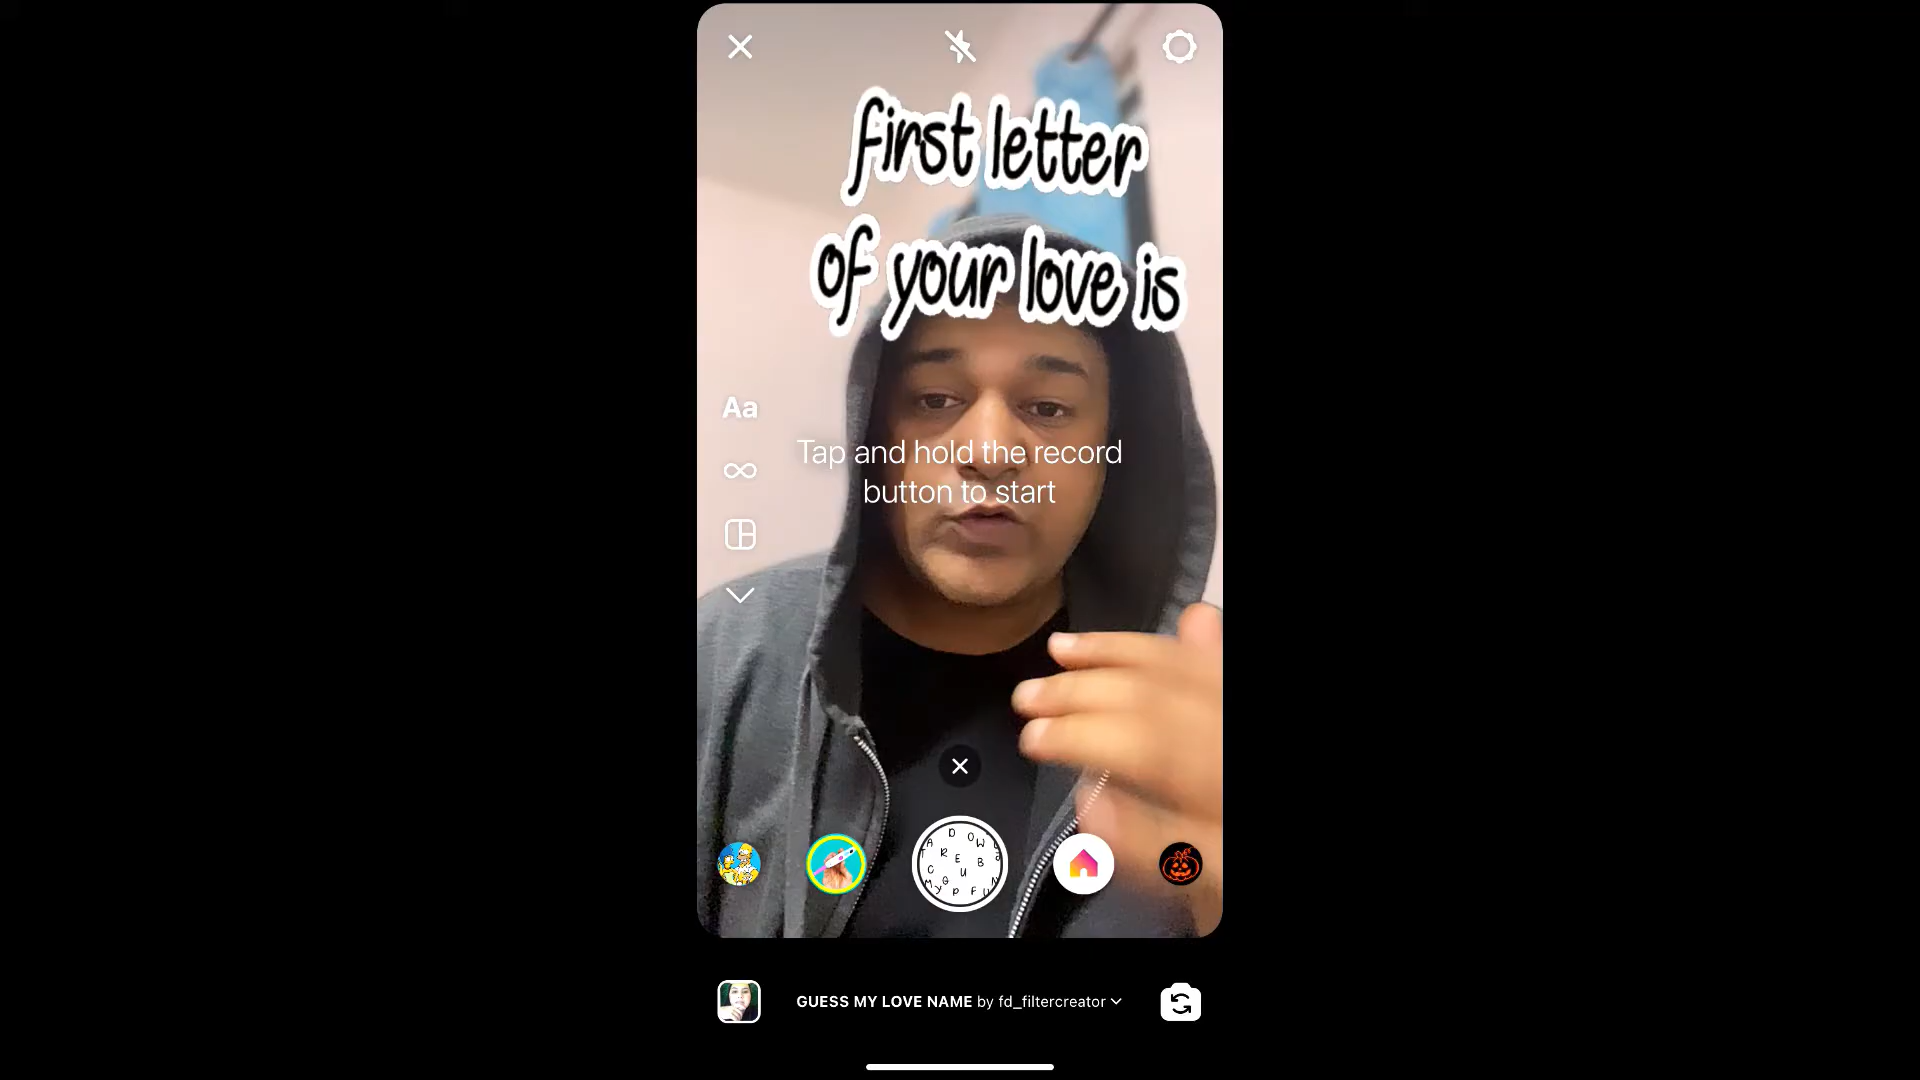 first letter
of your love is
Aa
Tap and hold the record
button to start
GUESS MY LOVE NAME by fd_filtercreator